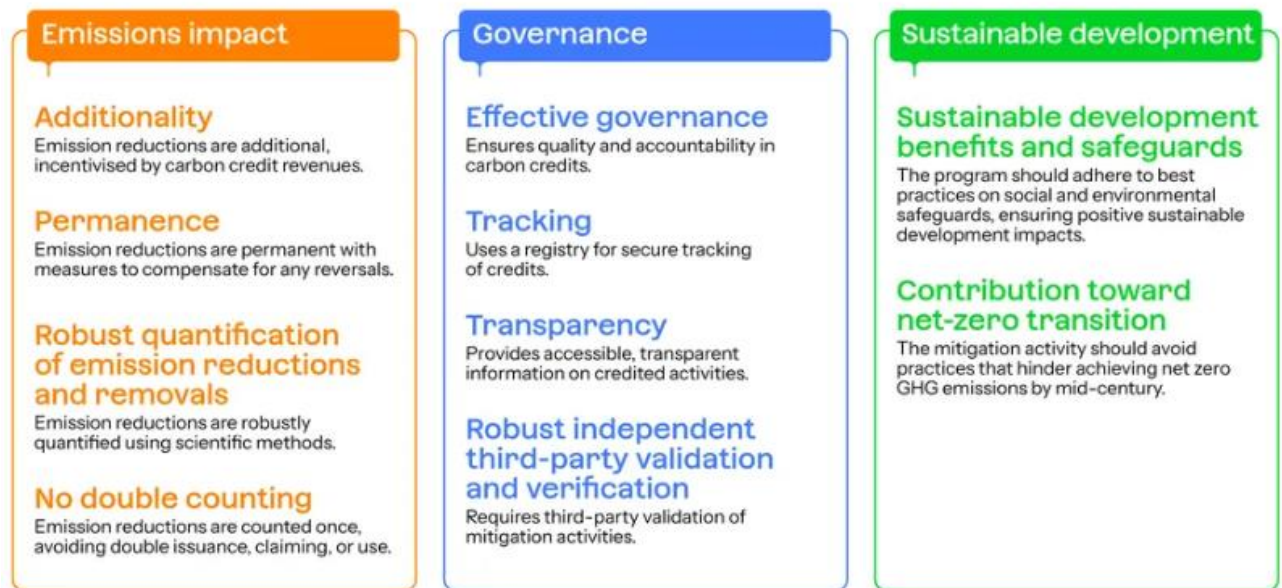 Emissions impact
Additionality
Emission reductions are additional,
incentivised by carbon credit revenues.
Permanence
Emission reductions are permanent with
measures to compensate for any reversals.
Robust quantification
of emission reductions
and removals
Emission reductions are robustly
quantified using scientific methods.
No double counting
Emission reductions are counted once,
avoiding double issuance, claiming, or use.
Governance
Effective governance
Ensures quality and accountability in
carbon credits.
Tracking
Uses a registry for secure tracking
of credits.
Transparency
Provides accessible, transparent
information on credited activities.
Robust independent
third-party validation
and verification
Requires third-party validation of
mitigation activities.
Sustainable development
Sustainable development
benefits and safeguards
The program should adhere to best
practices on social and environmental
safeguards, ensuring positive sustainable
development impacts.
Contribution toward
net-zero transition
The mitigation activity should avoid
practices that hinder achieving net zero
GHG emissions by mid-century.